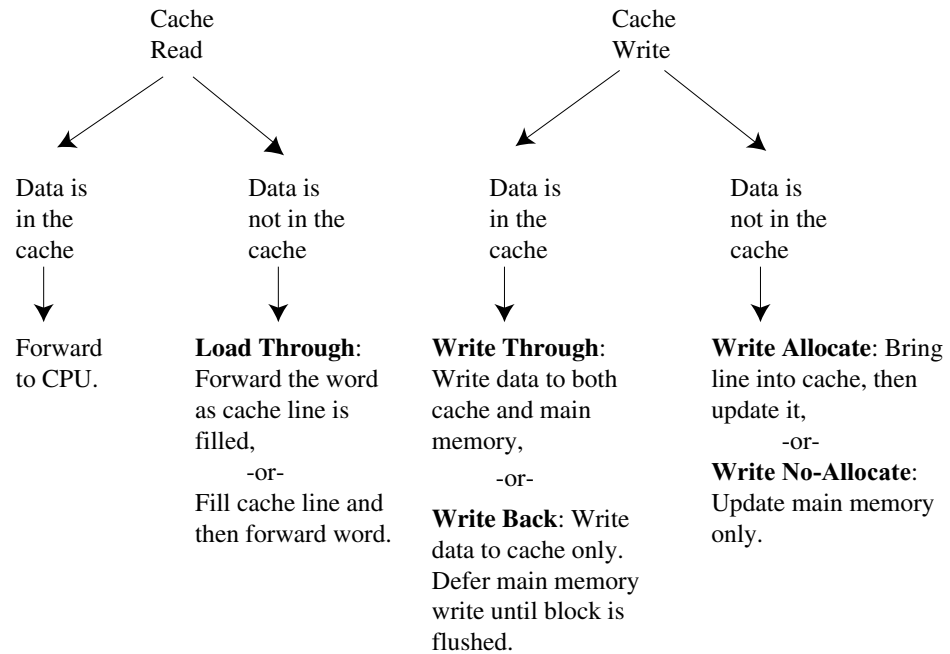 Cache
Read
Cache
Write
Data is
in the
cache
Data is
not in the
cache
Data is
in the
cache
Data is
not in the
cache
Forward
to CPU.
Load Through:
Forward the word
as cache line is
filled,
-or-
Fill cache line and
then forward word.
Write Through:
Write data to both
cache and main
memory,
-or-
Write Back: Write
data to cache only.
Defer main memory
write until block is
flushed.
Write Allocate: Bring
line into cache, then
update it,
-or-
Write No-Allocate:
Update main memory
only.